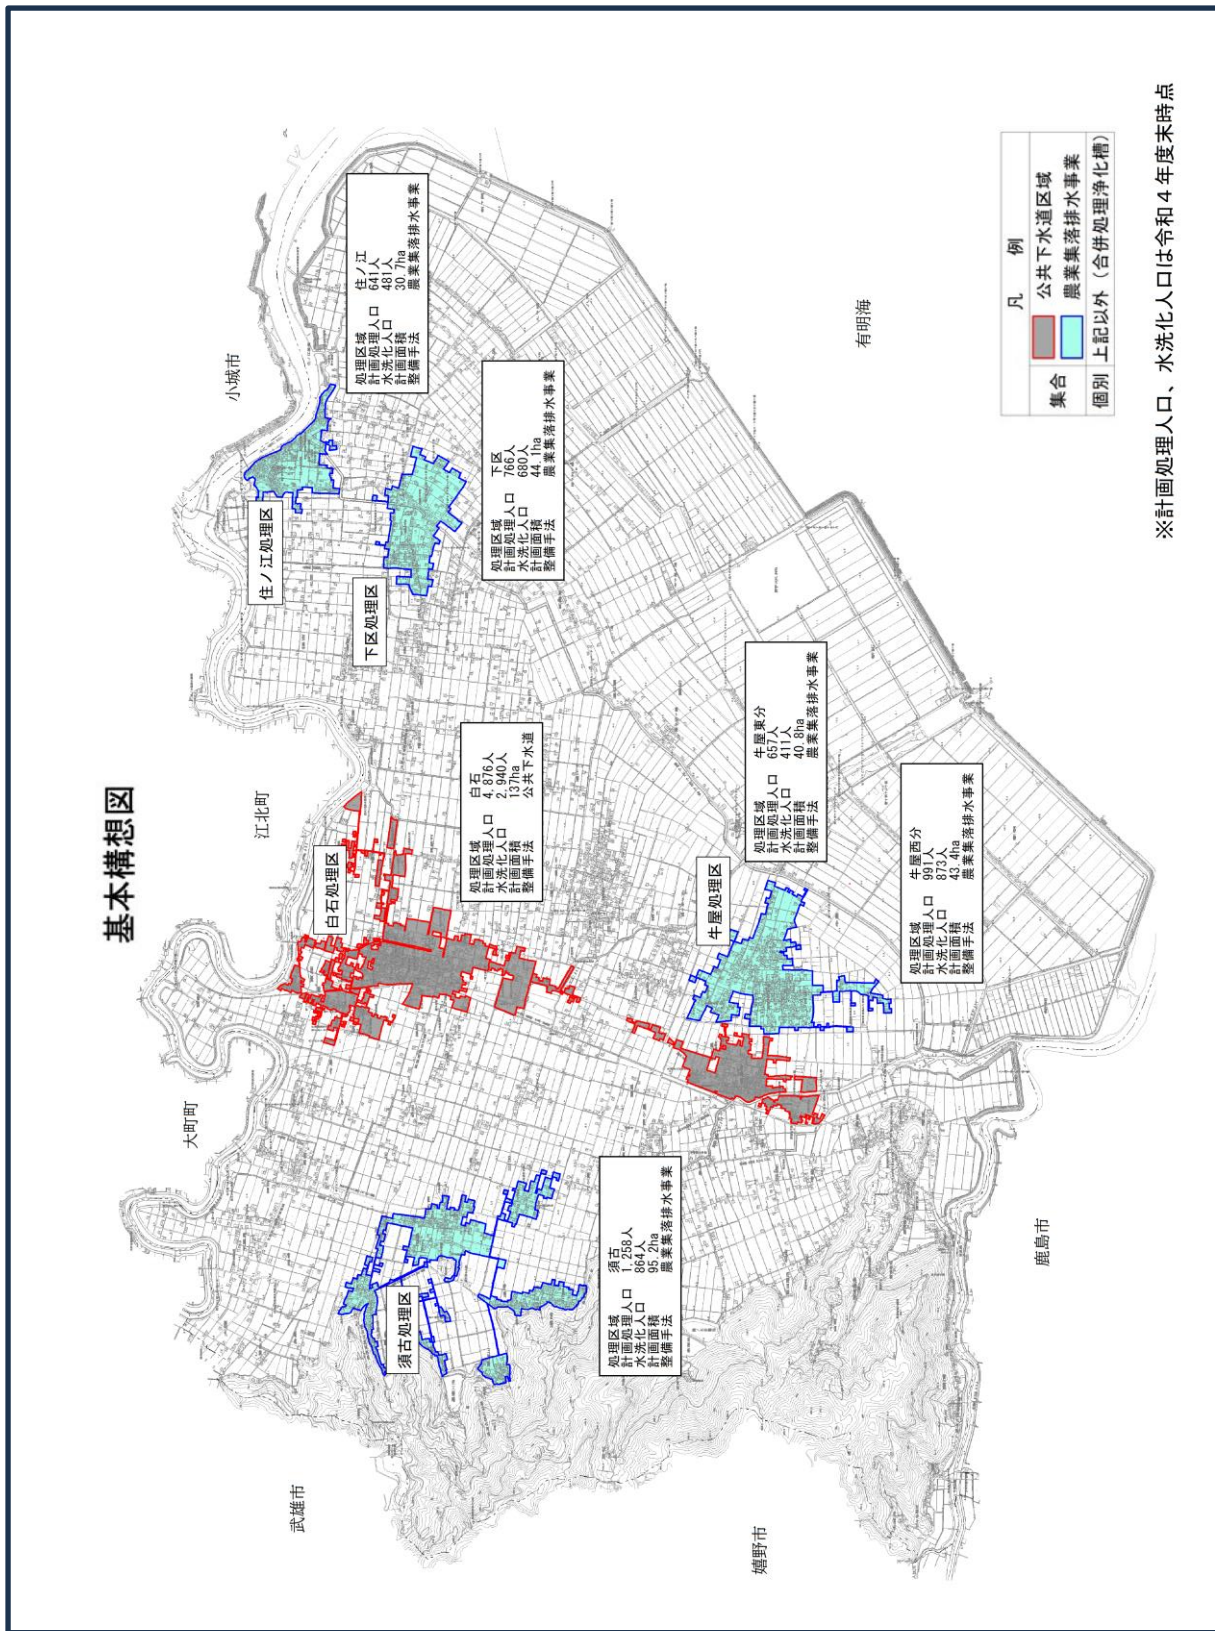 基本構想図
小城市
江北町
大町町
武雄市
嬉野市
鹿島市
有明海
住ノ江処理区
処理区域 住ノ江
計画処理人口 641人
水洗化人口 481人
計画面積 30.7ha
整備手法 農業集落排水事業
下区処理区
処理区域 下区
計画処理人口 766人
水洗化人口 680人
計画面積 44.1ha
整備手法 農業集落排水事業
白石処理区
処理区域 白石
計画処理人口 4,876人
水洗化人口 2,940人
計画面積 137ha
整備手法 公共下水道
牛屋処理区
処理区域 牛屋東分
計画処理人口 657人
水洗化人口 411人
計画面積 40.8ha
整備手法 農業集落排水事業
処理区域 牛屋西分
計画処理人口 991人
水洗化人口 873人
計画面積 43.4ha
整備手法 農業集落排水事業
須古処理区
処理区域 須古
計画処理人口 1,258人
水洗化人口 864人
計画面積 95.2ha
整備手法 農業集落排水事業
凡 例
集合 公共下水道区域
農業集落排水事業
個別 上記以外(合併処理浄化槽)
※計画処理人口、水洗化人口は令和4年度末時点